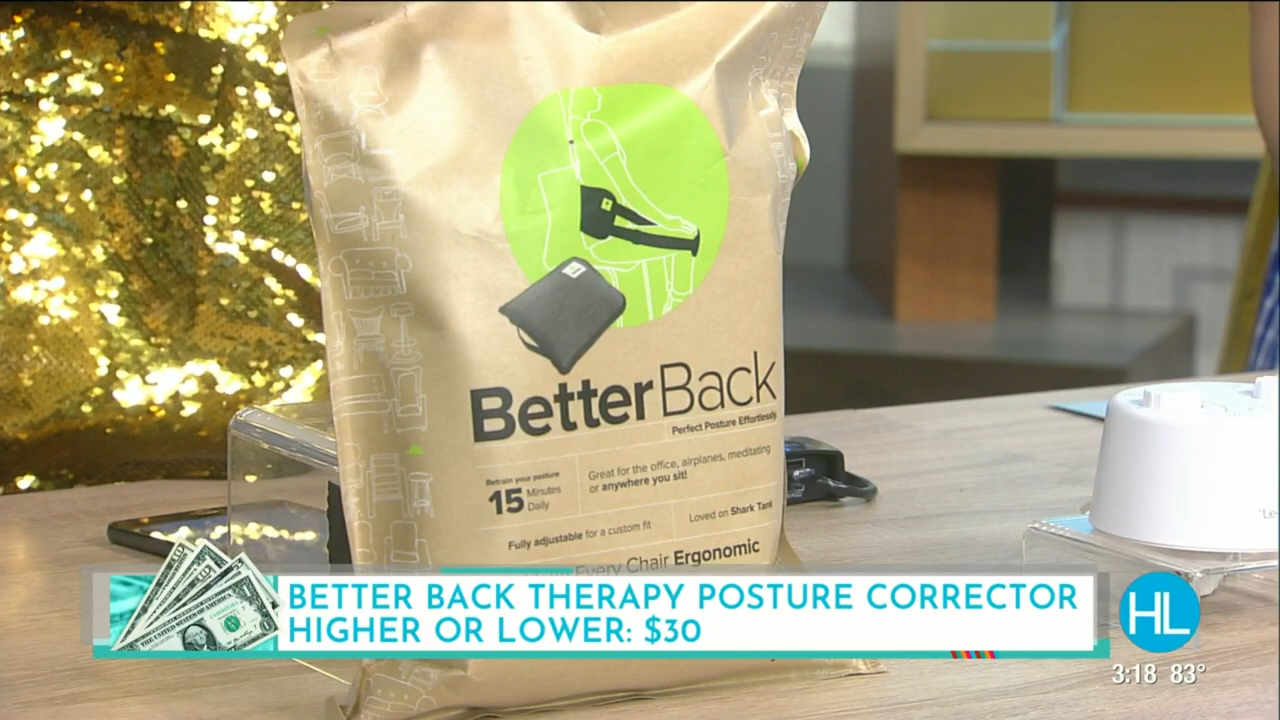 BetterBack
Perfect Posture Effortlessly
Retrain your posture
15 Minutes
Daily
Great for the office, airplanes, meditating
or anywhere you sit!
Fully adjustable for a custom fit
Loved on Shark Tank
Every Chair Ergonomic
BETTER BACK THERAPY POSTURE CORRECTOR
HIGHER OR LOWER: $30
HL
3:18 83°